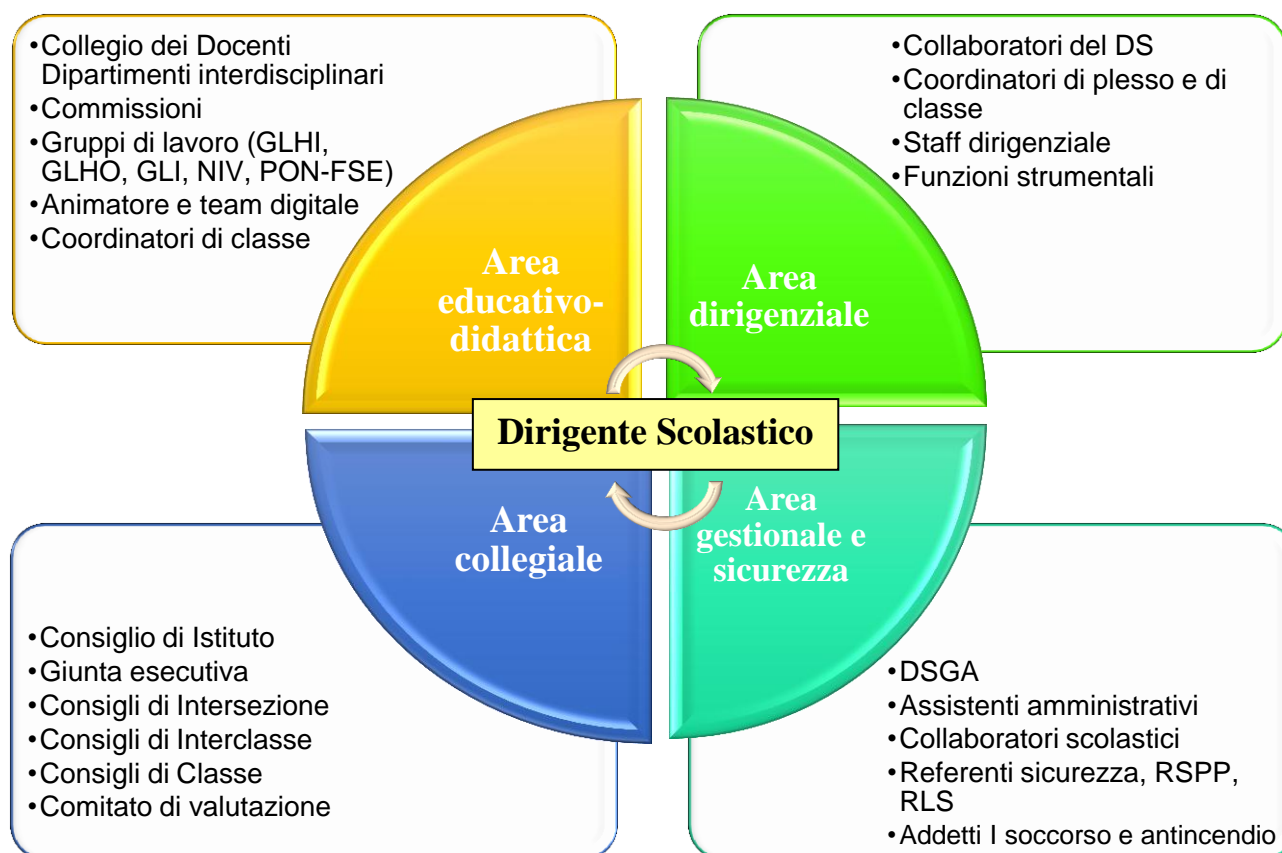 •Collegio dei Docenti
Dipartimenti interdisciplinari
•Commissioni
•Gruppi di lavoro (GLHI,
GLHO, GLI, NIV, PON-FSE)
•Animatore e team digitale
•Coordinatori di classe
•Collaboratori del DS
•Coordinatori di plesso e di
classe
•Staff dirigenziale
•Funzioni strumentali
Area
educativo-
didattica
Area
dirigenziale
Dirigente Scolastico
Area
collegiale
Area
gestionale e
sicurezza
•Consiglio di Istituto
•Giunta esecutiva
•Consigli di Intersezione
•Consigli di Interclasse
•Consigli di Classe
•Comitato di valutazione
•DSGA
•Assistenti amministrativi
•Collaboratori scolastici
•Referenti sicurezza, RSPP,
RLS
•Addetti I soccorso e antincendio